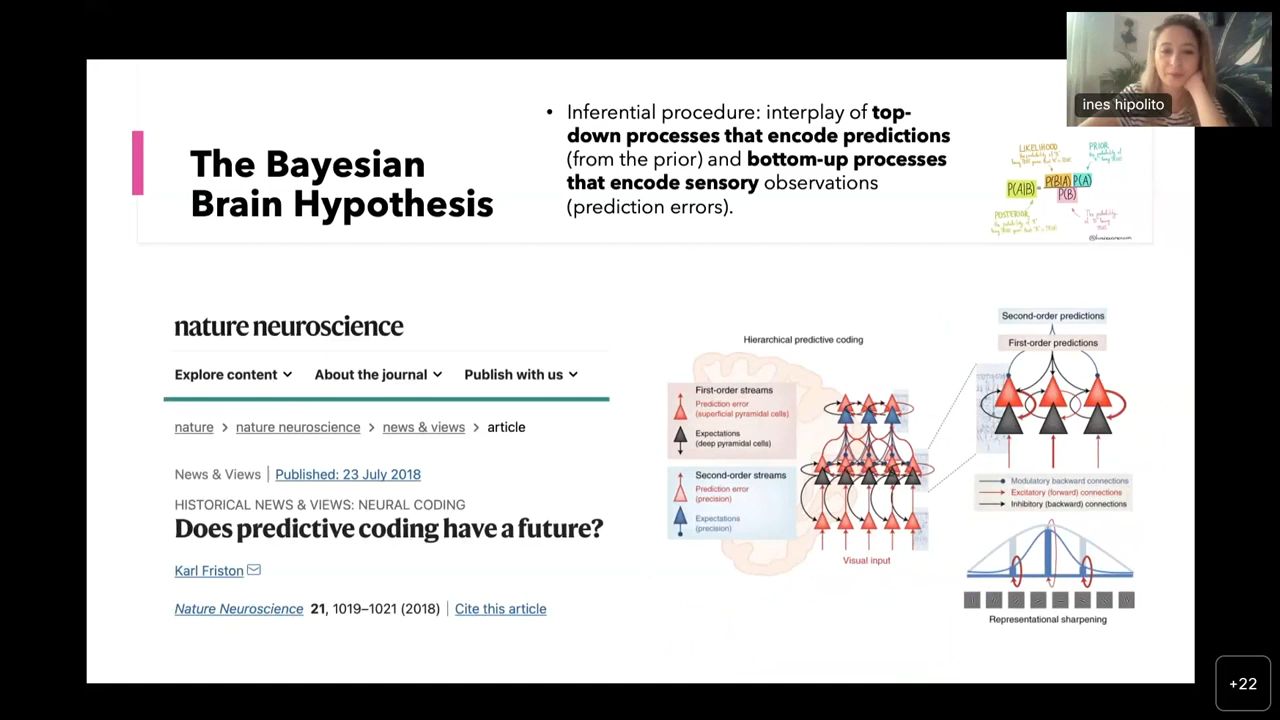 ines hipolito
The Bayesian
Brain Hypothesis
• Inferential procedure: interplay of top-
down processes that encode predictions
(from the prior) and bottom-up processes
that encode sensory observations
(prediction errors).
LIKELIHOOD
PRIOR
P(A|B) = P(B|A) P(A)
P(B)
POSTERIOR
nature neuroscience
Explore content
About the journal
Publish with us
nature > nature neuroscience > news & views > article
News & Views | Published: 23 July 2018
HISTORICAL NEWS & VIEWS: NEURAL CODING
Does predictive coding have a future?
Karl Friston
Nature Neuroscience 21, 1019–1021 (2018) | Cite this article
Hierarchical predictive coding
First-order streams
Prediction error
(superficial pyramidal cells)
Expectations
(deep pyramidal cells)
Second-order streams
Prediction error
(precision)
Expectations
(precision)
Visual input
Second-order predictions
First-order predictions
Modulatory backward connections
Excitatory (forward) connections
Inhibitory (backward) connections
Representational sharpening
+22